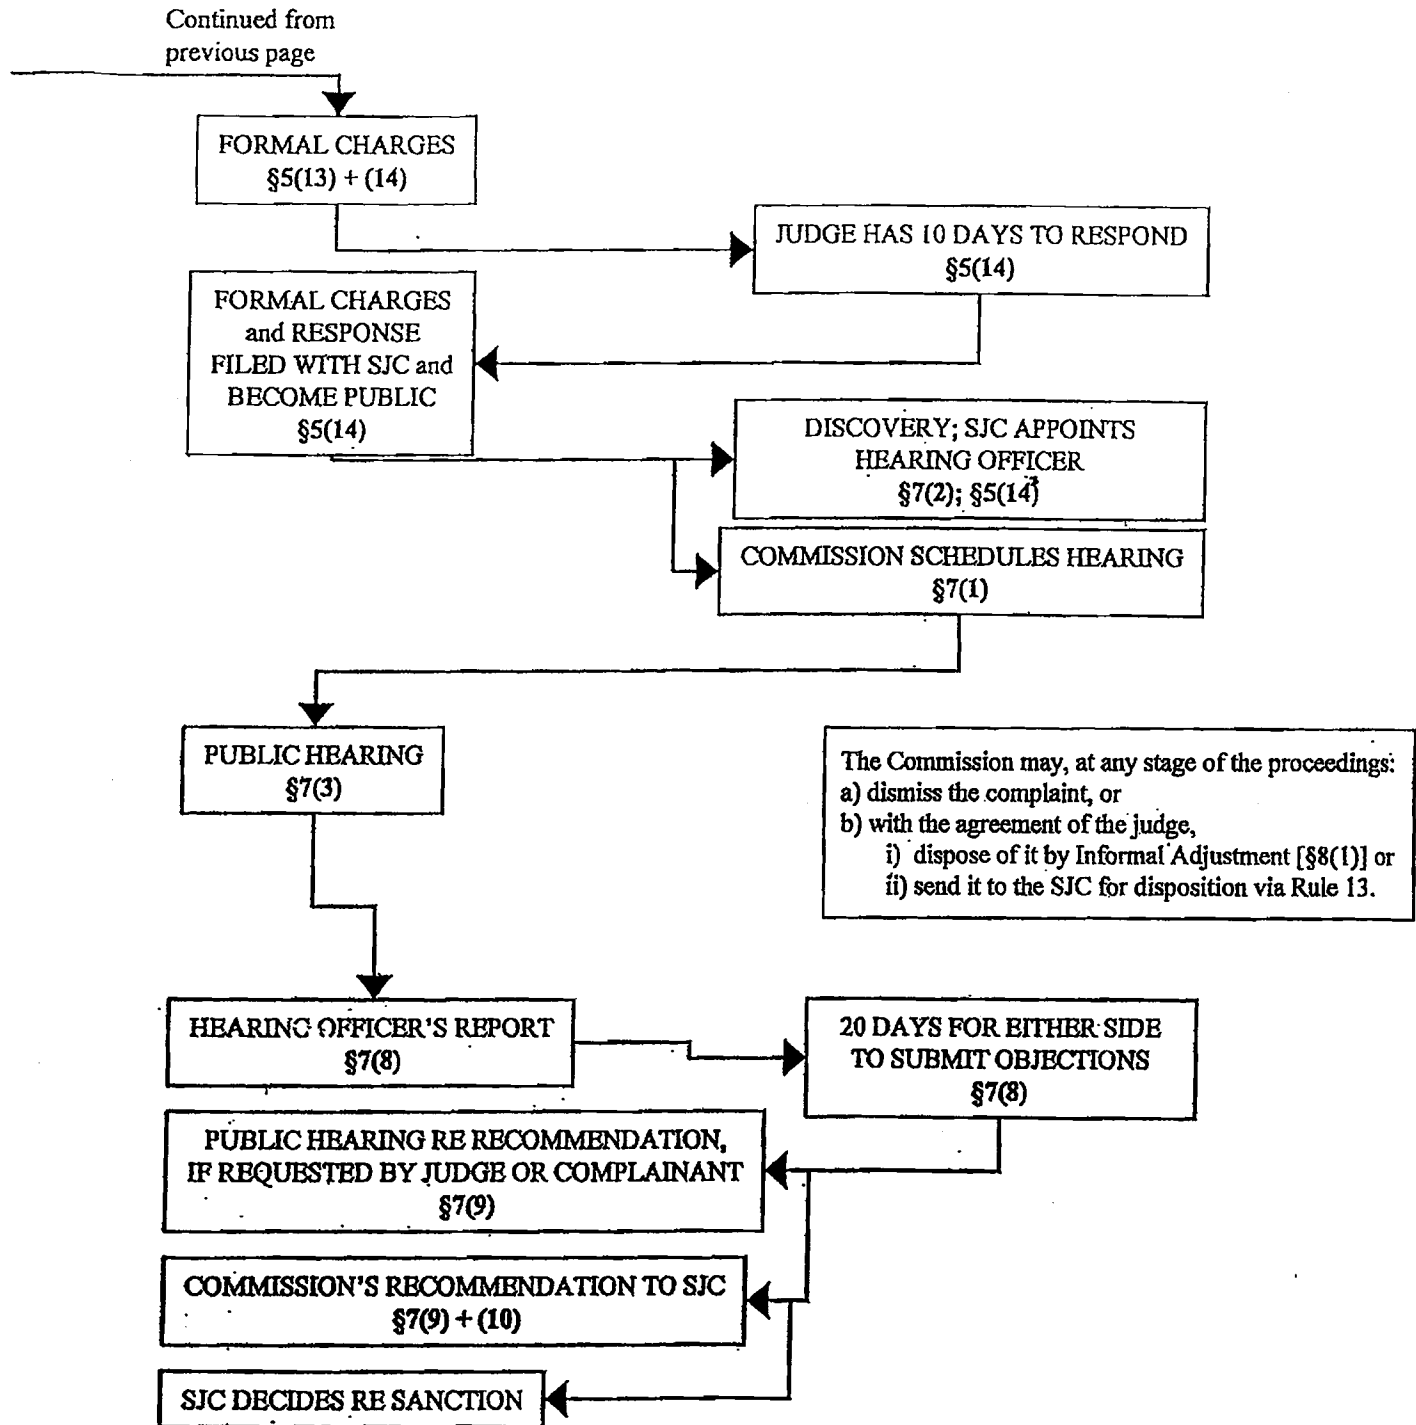 Continued from
previous page
FORMAL CHARGES
§5(13) + (14)
JUDGE HAS 10 DAYS TO RESPOND
§5(14)
FORMAL CHARGES
and RESPONSE
FILED WITH SJC and
BECOME PUBLIC
§5(14)
DISCOVERY; SJC APPOINTS
HEARING OFFICER
§7(2); §5(14)
COMMISSION SCHEDULES HEARING
§7(1)
PUBLIC HEARING
§7(3)
The Commission may, at any stage of the proceedings:
a) dismiss the complaint, or
b) with the agreement of the judge,
i) dispose of it by Informal Adjustment [§8(1)] or
ii) send it to the SJC for disposition via Rule 13.
HEARING OFFICER'S REPORT
§7(8)
20 DAYS FOR EITHER SIDE
TO SUBMIT OBJECTIONS
§7(8)
PUBLIC HEARING RE RECOMMENDATION,
IF REQUESTED BY JUDGE OR COMPLAINANT
§7(9)
COMMISSION'S RECOMMENDATION TO SJC
§7(9) + (10)
SJC DECIDES RE SANCTION